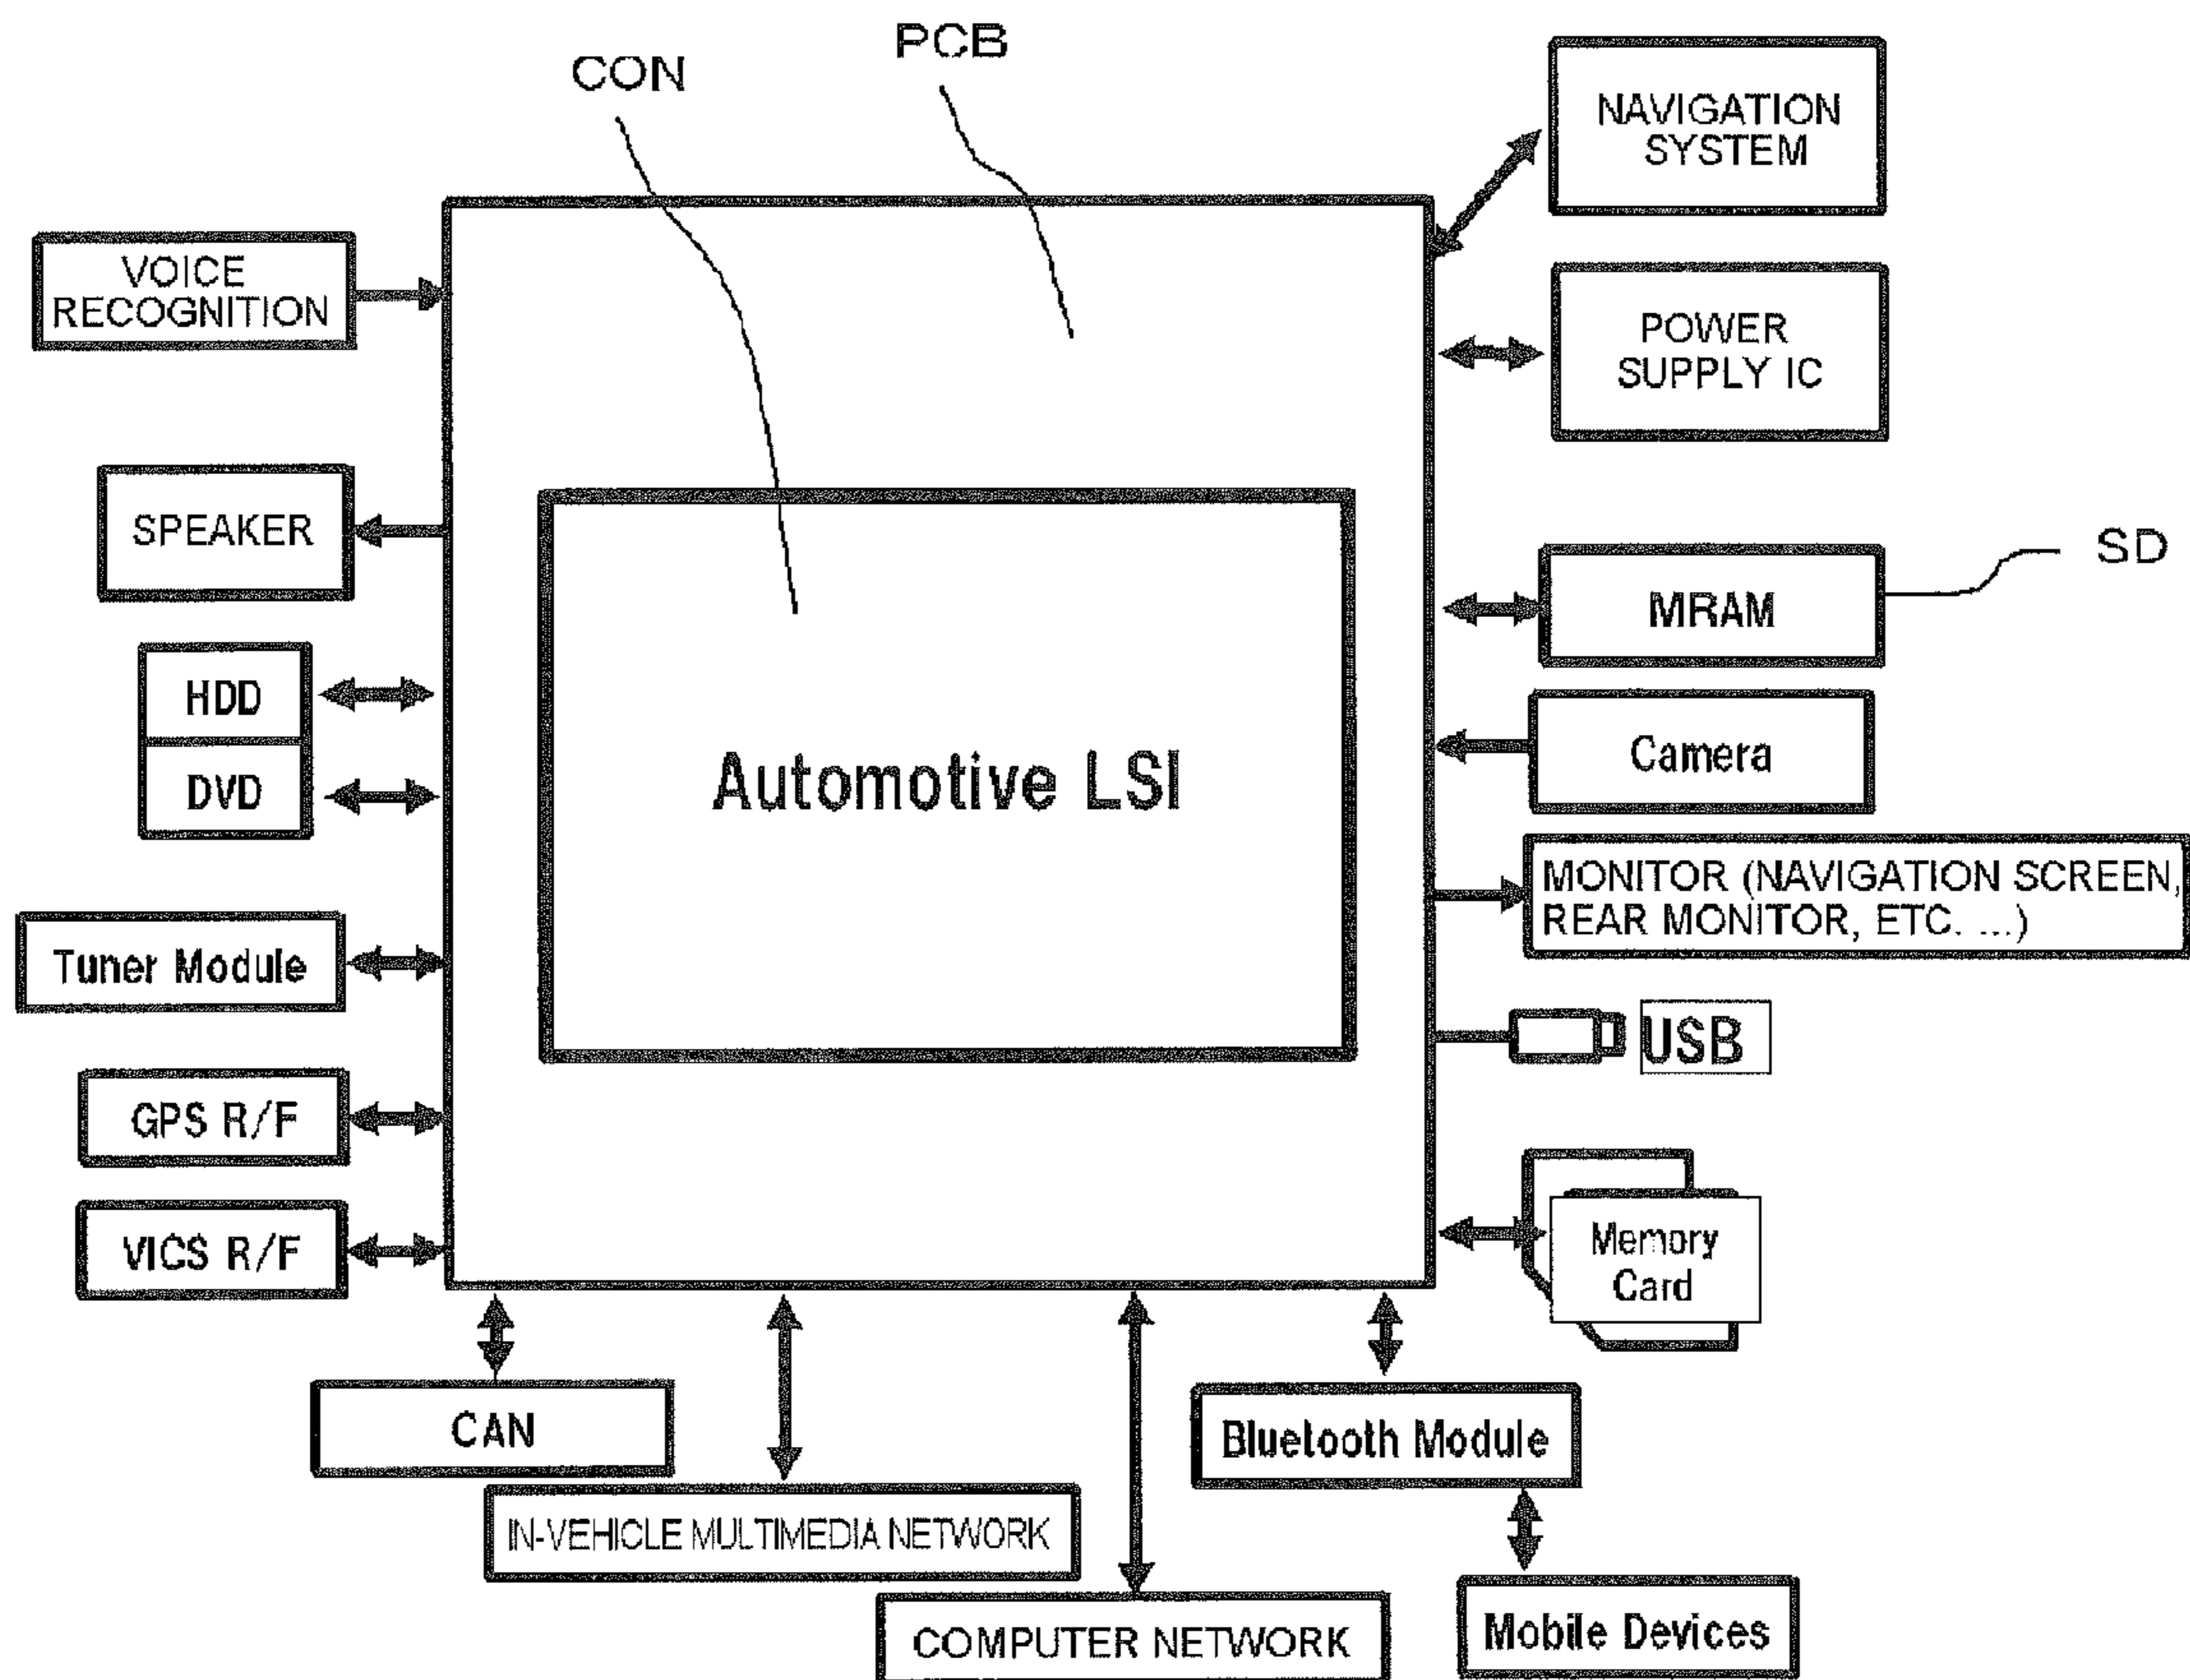 CON
PCB
NAVIGATION
SYSTEM
VOICE
RECOGNITION
POWER
SUPPLY IC
SPEAKER
MRAM
SD
HDD
DVD
Automotive LSI
Camera
MONITOR (NAVIGATION SCREEN,
REAR MONITOR, ETC. ...)
Tuner Module
USB
GPS R/F
VICS R/F
Memory
Card
CAN
Bluetooth Module
IN-VEHICLE MULTIMEDIA NETWORK
COMPUTER NETWORK
Mobile Devices